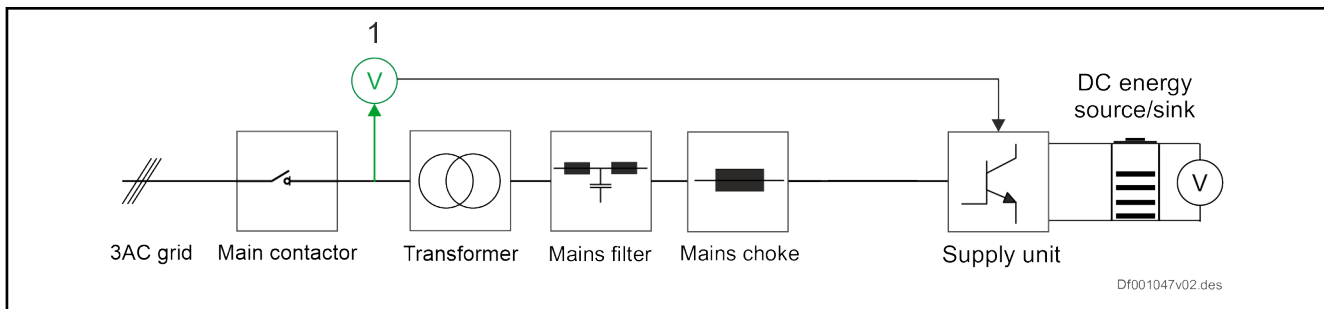 1
V
DC energy
source/sink
V
3AC grid
Main contactor
Transformer
Mains filter
Mains choke
Supply unit
Df001047v02.des